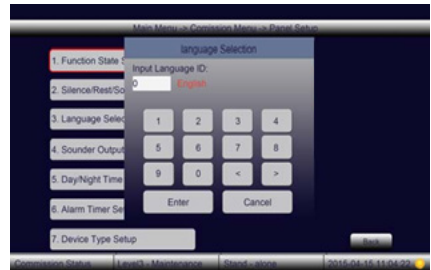 Main Menu -> Comission Menu -> Panel Setup
language Selection
Input Language ID:
0 English
1. Function State S
2. Silence/Rest/So
3. Language Selec
4. Sounder Output
5. Day/Night Time
6. Alarm Timer Se
7. Device Type Setup
1 2 3 4
5 6 7 8
9 0 < >
Enter Cancel
Back
Commission Status Level3 - Maintenance Stand - alone 2015-04-15 11:04:22